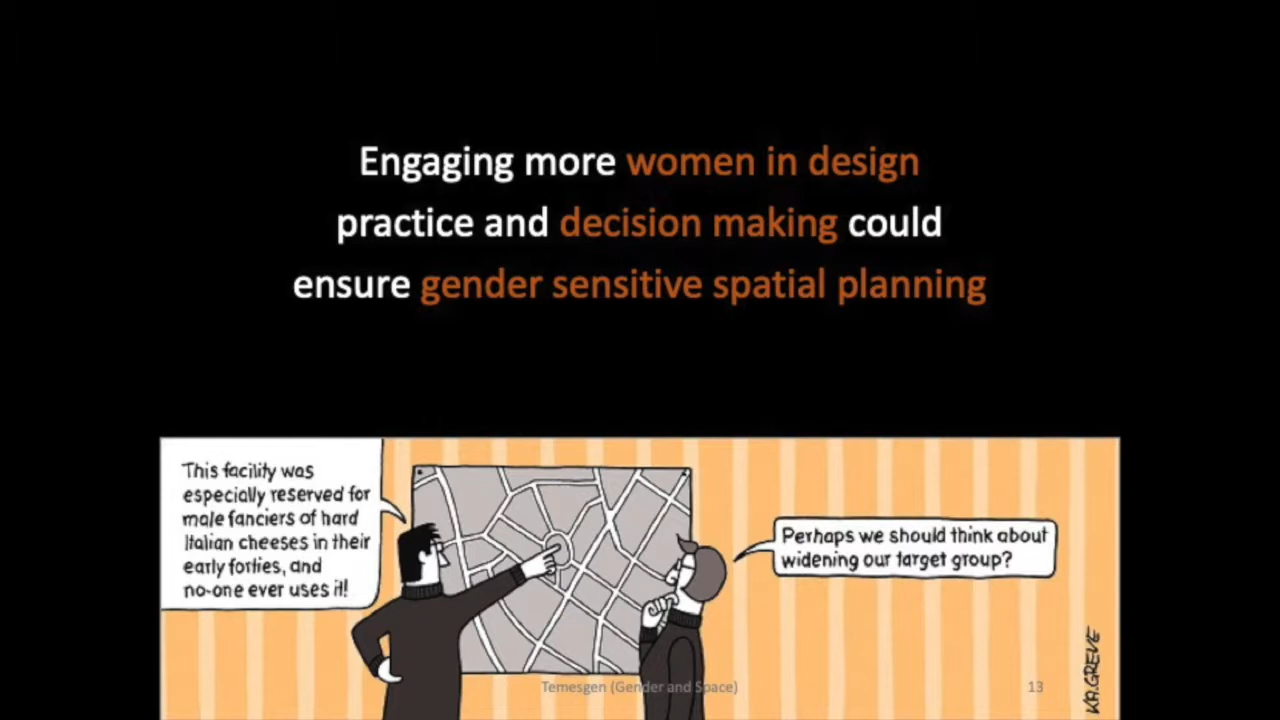 Engaging more women in design
practice and decision making could
ensure gender sensitive spatial planning
This facility was
especially reserved for
male fanciers of hard
Italian cheeses in their
early forties, and
no-one ever uses it!
Perhaps we should think about
widening our target group?
Temesgen (Gender and Space)
13
KA.GREVE